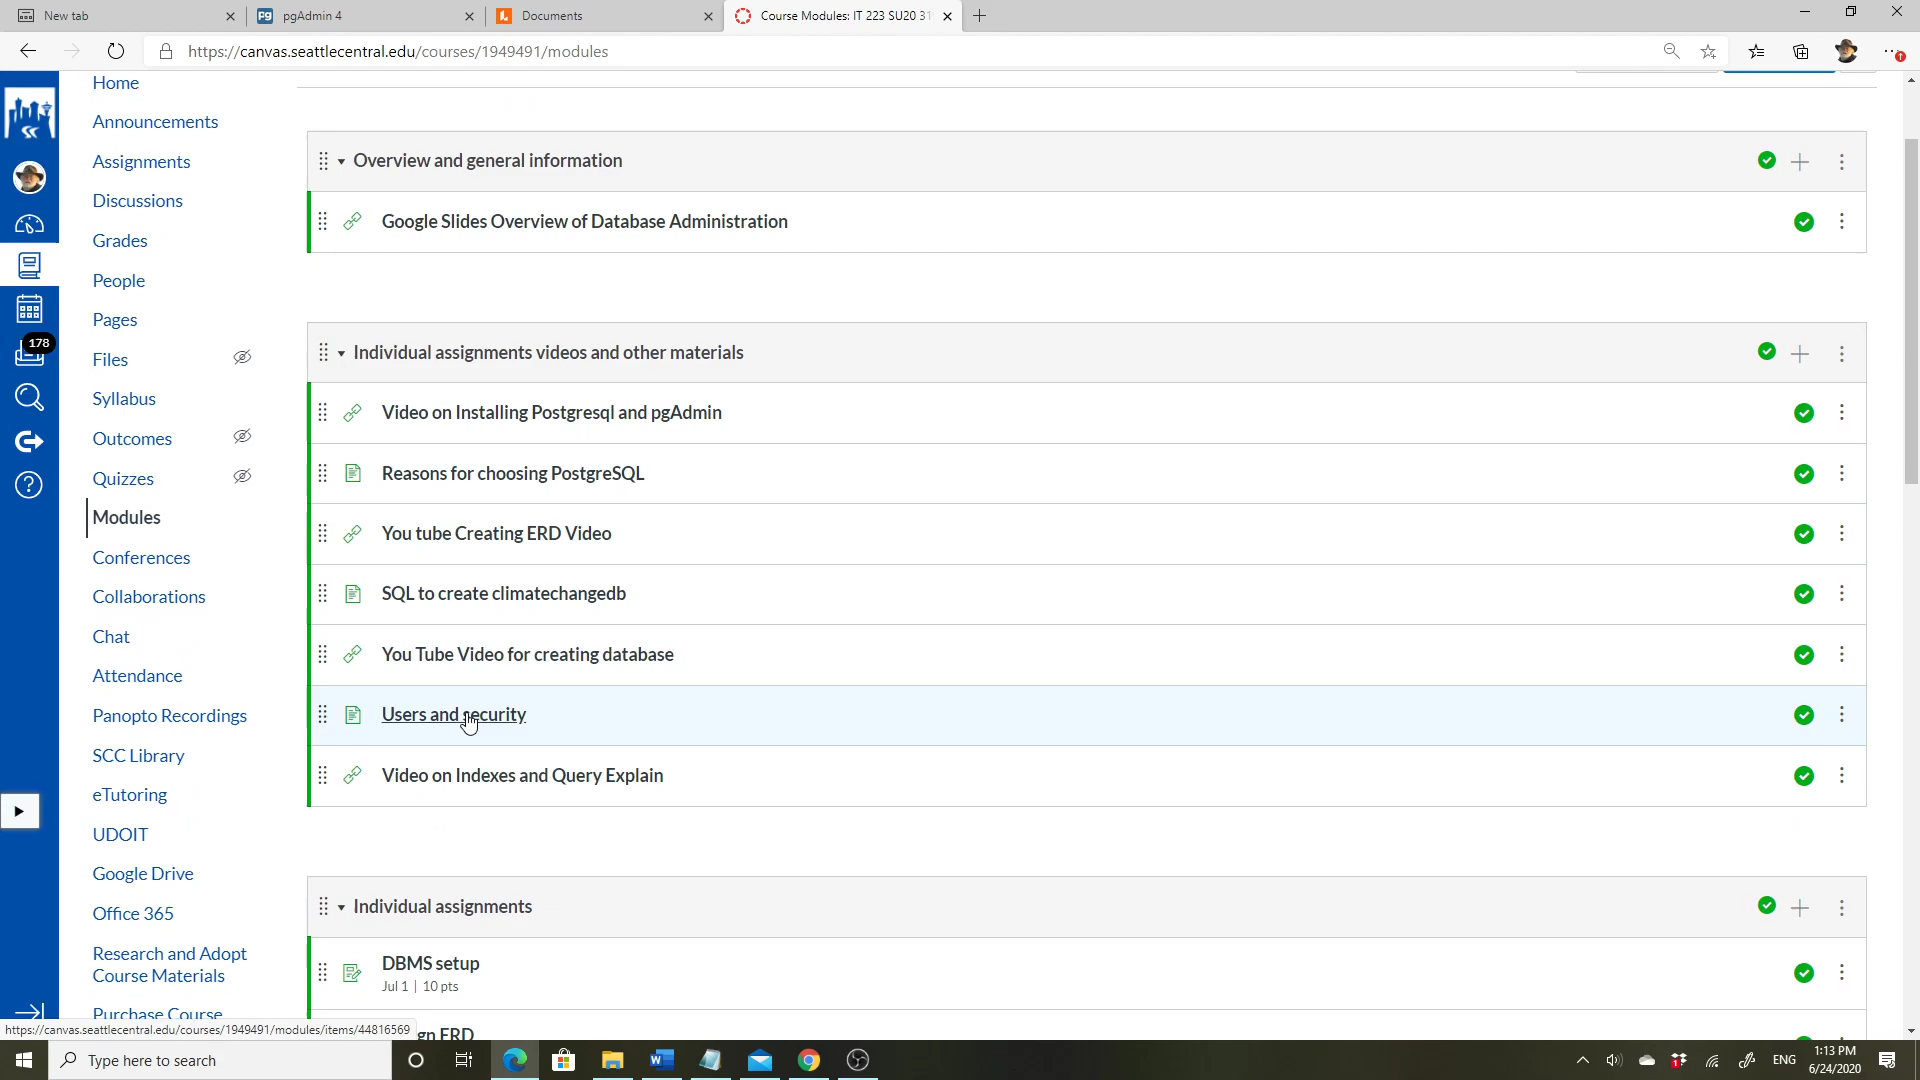 New tab
pgAdmin 4
Documents
Course Modules: IT 223 SU20 31
https://canvas.seattlecentral.edu/courses/1949491/modules
Home
Announcements
Assignments
Discussions
Grades
People
Pages
Files
Syllabus
Outcomes
Quizzes
Modules
Conferences
Collaborations
Chat
Attendance
Panopto Recordings
SCC Library
eTutoring
UDOIT
Google Drive
Office 365
Research and Adopt
Course Materials
Purchase Course
178
Overview and general information
Google Slides Overview of Database Administration
Individual assignments videos and other materials
Video on Installing Postgresql and pgAdmin
Reasons for choosing PostgreSQL
You tube Creating ERD Video
SQL to create climatechangedb
You Tube Video for creating database
Users and security
Video on Indexes and Query Explain
Individual assignments
DBMS setup
Jul 1 | 10 pts
gn ERD
https://canvas.seattlecentral.edu/courses/1949491/modules/items/44816569
Type here to search
ENG
1:13 PM
6/24/2020